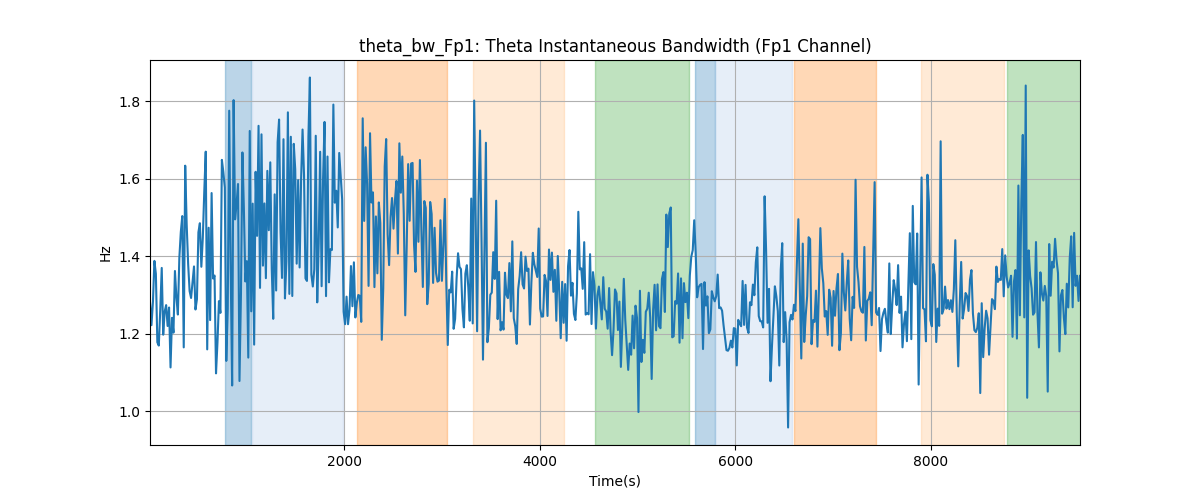 theta_bw_Fp1: Theta Instantaneous Bandwidth (Fp1 Channel)
1.8
1.6
1.4
1.2
1.0
Hz
2000 4000 6000 8000
Time(s)